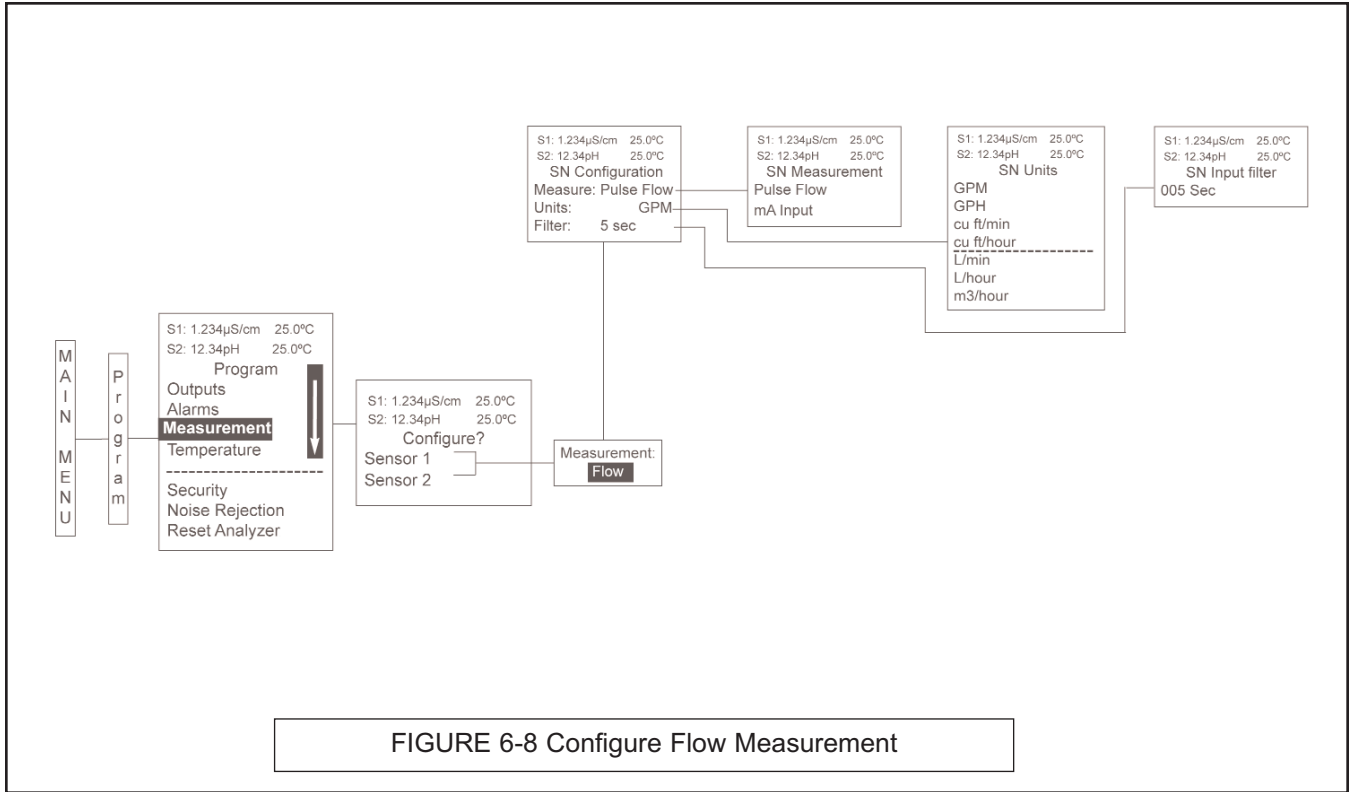 MAIN MENU
Program
S1: 1.234µS/cm 25.0ºC
S2: 12.34pH 25.0ºC
Program
Outputs
Alarms
Measurement
Temperature
Security
Noise Rejection
Reset Analyzer
S1: 1.234µS/cm 25.0ºC
S2: 12.34pH 25.0ºC
Configure?
Sensor 1
Sensor 2
Measurement:
Flow
S1: 1.234µS/cm 25.0ºC
S2: 12.34pH 25.0ºC
SN Configuration
Measure: Pulse Flow
Units: GPM
Filter: 5 sec
S1: 1.234µS/cm 25.0ºC
S2: 12.34pH 25.0ºC
SN Measurement
Pulse Flow
mA Input
S1: 1.234µS/cm 25.0ºC
S2: 12.34pH 25.0ºC
SN Units
GPM
GPH
cu ft/min
cu ft/hour
L/min
L/hour
m3/hour
S1: 1.234µS/cm 25.0ºC
S2: 12.34pH 25.0ºC
SN Input filter
005 Sec
FIGURE 6-8 Configure Flow Measurement